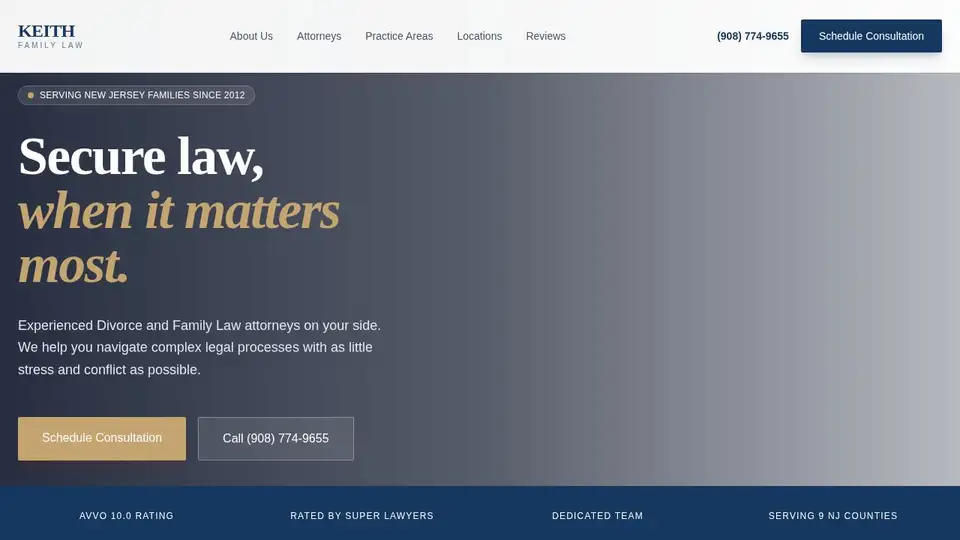 KEITH
FAMILY LAW
About Us
Attorneys
Practice Areas
Locations
Reviews
(908) 774-9655
Schedule Consultation
SERVING NEW JERSEY FAMILIES SINCE 2012
Secure law,
when it matters
most.
Experienced Divorce and Family Law attorneys on your side.
We help you navigate complex legal processes with as little
stress and conflict as possible.
Schedule Consultation
Call (908) 774-9655
AVVO 10.0 RATING
RATED BY SUPER LAWYERS
DEDICATED TEAM
SERVING 9 NJ COUNTIES